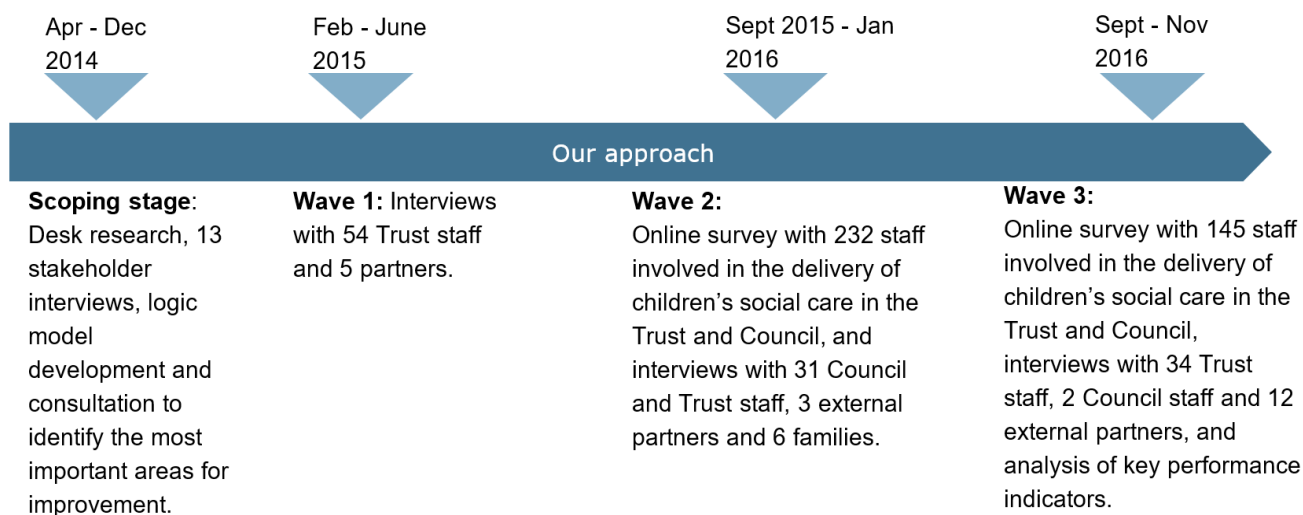 Apr - Dec
2014
Feb - June
2015
Sept 2015 - Jan
2016
Sept - Nov
2016
Our approach
Scoping stage:
Desk research, 13
stakeholder
interviews, logic
model
development and
consultation to
identify the most
important areas for
improvement.
Wave 1: Interviews
with 54 Trust staff
and 5 partners.
Wave 2:
Online survey with 232 staff
involved in the delivery of
children’s social care in the
Trust and Council, and
interviews with 31 Council
and Trust staff, 3 external
partners and 6 families.
Wave 3:
Online survey with 145 staff
involved in the delivery of
children’s social care in the
Trust and Council,
interviews with 34 Trust
staff, 2 Council staff and 12
external partners, and
analysis of key performance
indicators.